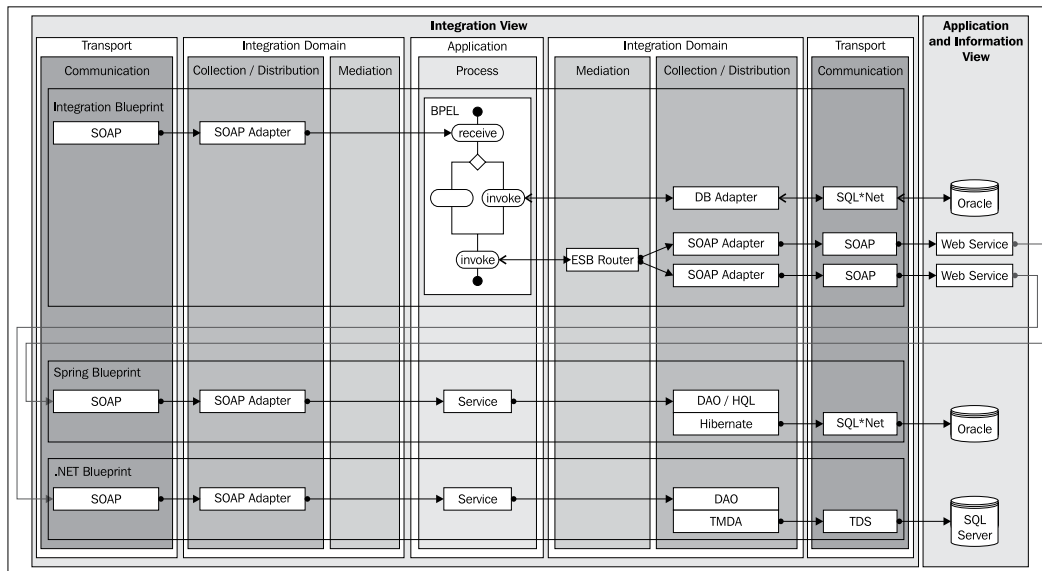 Integration View
Application
and Information
View
Transport
Integration Domain
Application
Integration Domain
Transport
Communication
Collection / Distribution
Mediation
Process
Mediation
Collection / Distribution
Communication
Integration Blueprint
BPEL
SOAP
SOAP Adapter
receive
invoke
DB Adapter
SQL*Net
Oracle
SOAP Adapter
SOAP
Web Service
invoke
ESB Router
SOAP Adapter
SOAP
Web Service
Spring Blueprint
SOAP
SOAP Adapter
Service
DAO / HQL
Hibernate
SQL*Net
Oracle
.NET Blueprint
SOAP
SOAP Adapter
Service
DAO
TMDA
TDS
SQL
Server